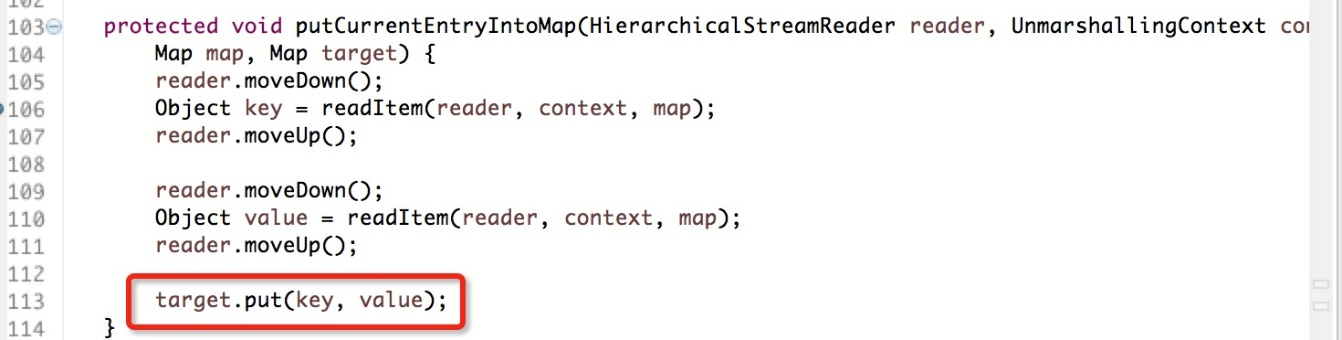 102
103 protected void putCurrentEntryIntoMap(HierarchicalStreamReader reader, UnmarshallingContext con
104 Map map, Map target) {
105 reader.moveDown();
106 Object key = readItem(reader, context, map);
107 reader.moveUp();
108
109 reader.moveDown();
110 Object value = readItem(reader, context, map);
111 reader.moveUp();
112
113 target.put(key, value);
114 }